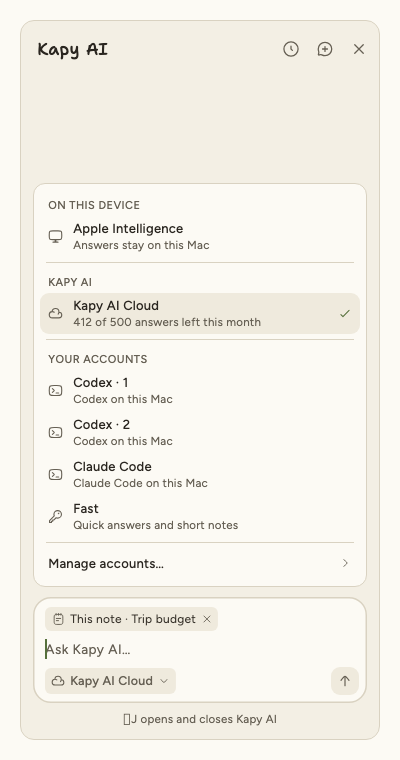 Kapy AI
ON THIS DEVICE
Apple Intelligence
Answers stay on this Mac
KAPY AI
Kapy AI Cloud
412 of 500 answers left this month
YOUR ACCOUNTS
Codex · 1
Codex on this Mac
Codex · 2
Codex on this Mac
Claude Code
Claude Code on this Mac
Fast
Quick answers and short notes
Manage accounts...
This note · Trip budget
Ask Kapy AI...
Kapy AI Cloud
J opens and closes Kapy AI